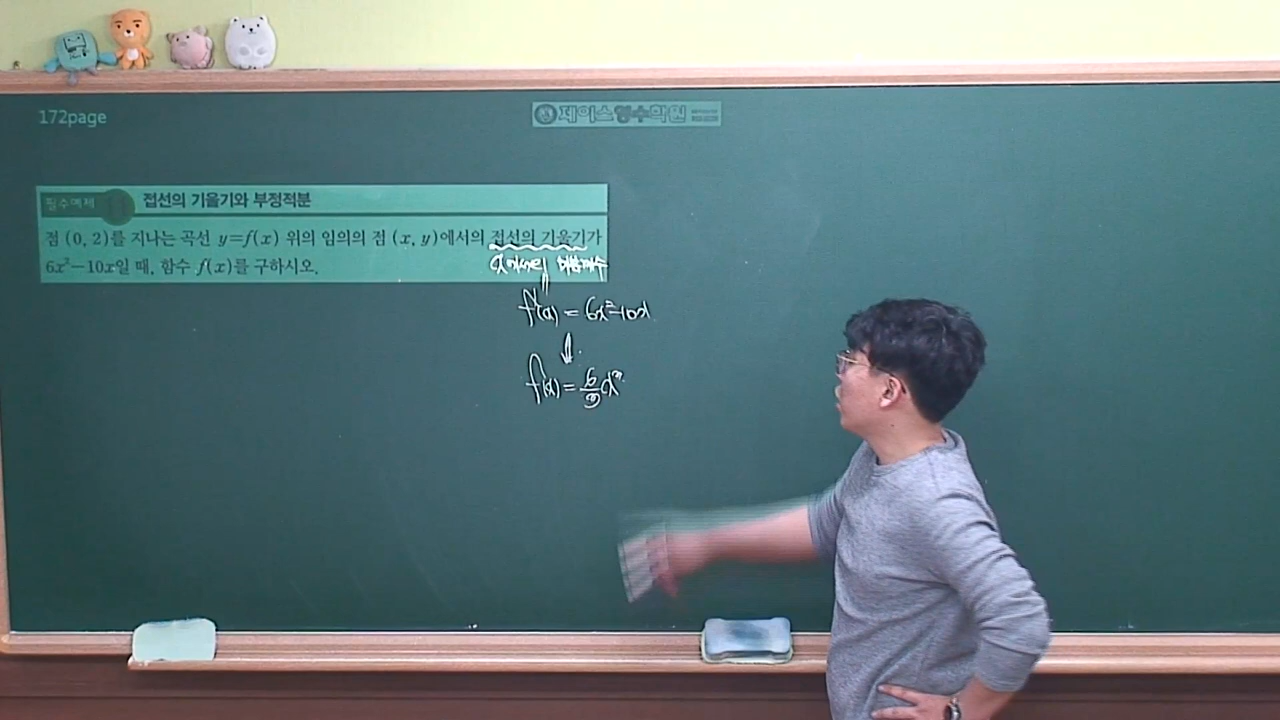 172page
제이스영수학원
필수예제
접선의 기울기와 부정적분
점 (0, 2)를 지나는 곡선 y=f(x) 위의 임의의 점 (x, y)에서의 접선의 기울기가
6x²-10x일 때, 함수 f(x)를 구하시오.
x에서의 미분계수
f'(x) = 6x²-10x
f(x) = 6/3 x³